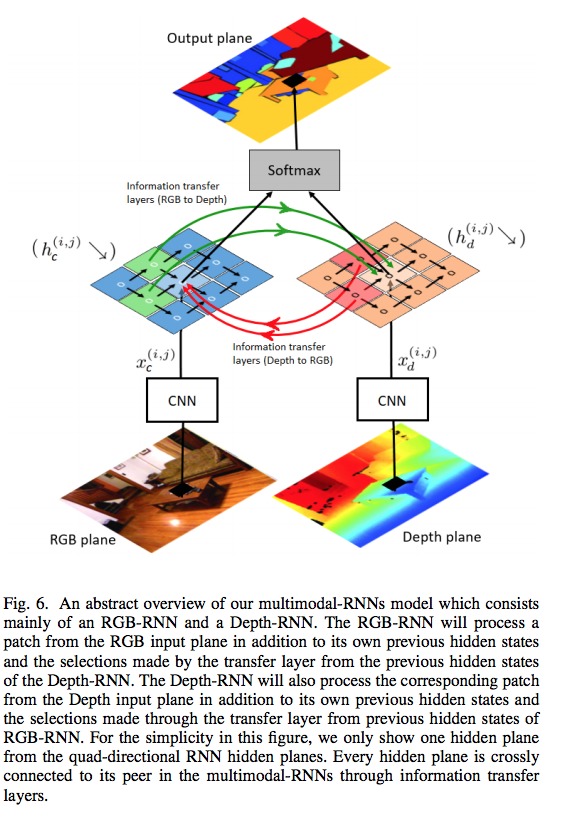 Output plane
Softmax
Information transfer
layers (RGB to Depth)
(h_c^{(i,j)} ↘)
(h_d^{(i,j)} ↘)
Information transfer
layers (Depth to RGB)
x_c^{(i,j)}
x_d^{(i,j)}
CNN
CNN
RGB plane
Depth plane
Fig. 6. An abstract overview of our multimodal-RNNs model which consists
mainly of an RGB-RNN and a Depth-RNN. The RGB-RNN will process a
patch from the RGB input plane in addition to its own previous hidden states
and the selections made by the transfer layer from the previous hidden states
of the Depth-RNN. The Depth-RNN will also process the corresponding patch
from the Depth input plane in addition to its own previous hidden states and
the selections made through the transfer layer from previous hidden states of
RGB-RNN. For the simplicity in this figure, we only show one hidden plane
from the quad-directional RNN hidden planes. Every hidden plane is crossly
connected to its peer in the multimodal-RNNs through information transfer
layers.